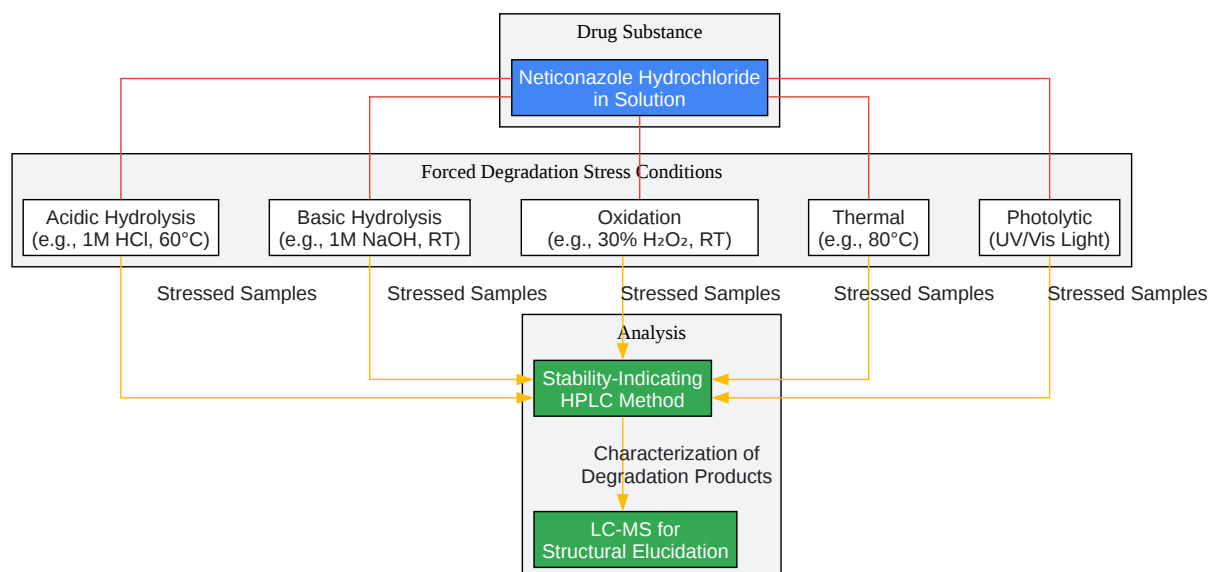 Drug Substance
Neticonazole Hydrochloride
in Solution
Forced Degradation Stress Conditions
Acidic Hydrolysis
(e.g., 1M HCl, 60°C)
Basic Hydrolysis
(e.g., 1M NaOH, RT)
Oxidation
(e.g., 30% H₂O₂, RT)
Thermal
(e.g., 80°C)
Photolytic
(UV/Vis Light)
Stressed Samples
Stressed Samples
Stressed Samples
Stressed Samples
Stressed Samples
Analysis
Stability-Indicating
HPLC Method
Characterization of
Degradation Products
LC-MS for
Structural Elucidation